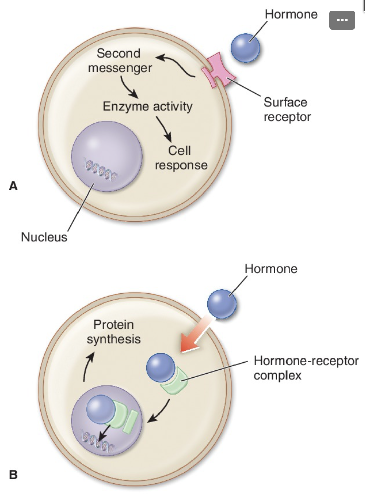 Hormone
Second
messenger
Enzyme activity
Surface
receptor
Cell
response
A
Nucleus
Hormone
Protein
synthesis
Hormone-receptor
complex
B